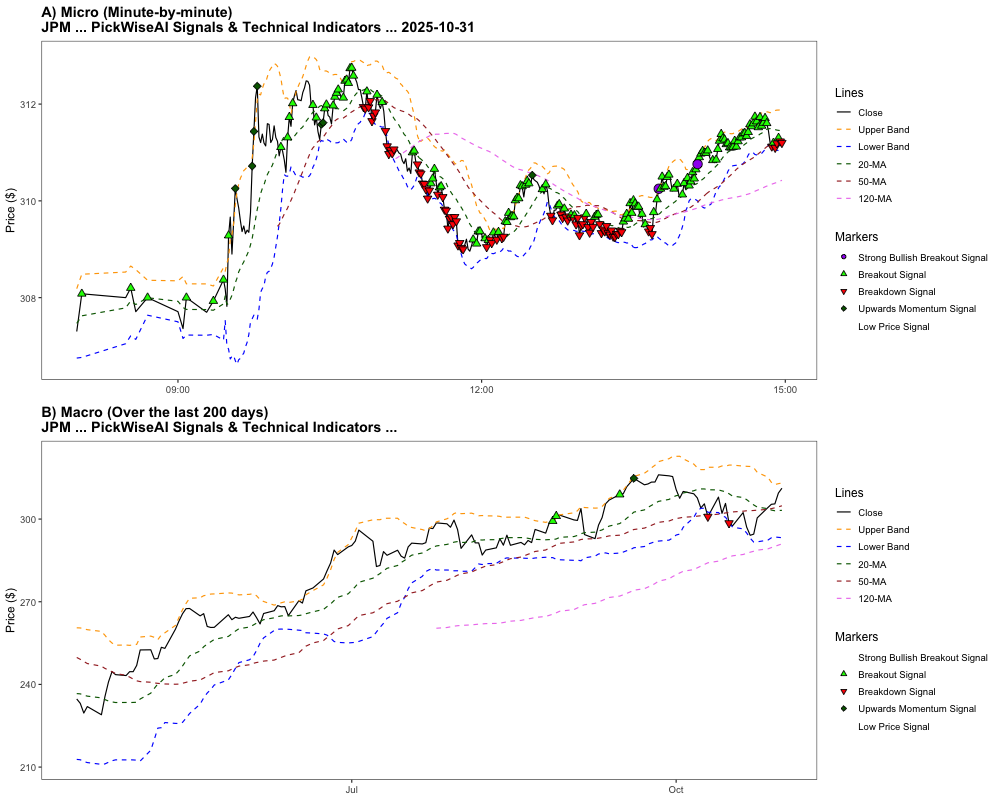 A) Micro (Minute-by-minute)
JPM ... PickWiseAI Signals & Technical Indicators ... 2025-10-31
Price ($)
312
310
308
09:00
12:00
15:00
Lines
Close
Upper Band
Lower Band
20-MA
50-MA
120-MA
Markers
Strong Bullish Breakout Signal
Breakout Signal
Breakdown Signal
Upwards Momentum Signal
Low Price Signal
B) Macro (Over the last 200 days)
JPM ... PickWiseAI Signals & Technical Indicators ...
Price ($)
300
270
240
210
Jul
Oct
Lines
Close
Upper Band
Lower Band
20-MA
50-MA
120-MA
Markers
Strong Bullish Breakout Signal
Breakout Signal
Breakdown Signal
Upwards Momentum Signal
Low Price Signal